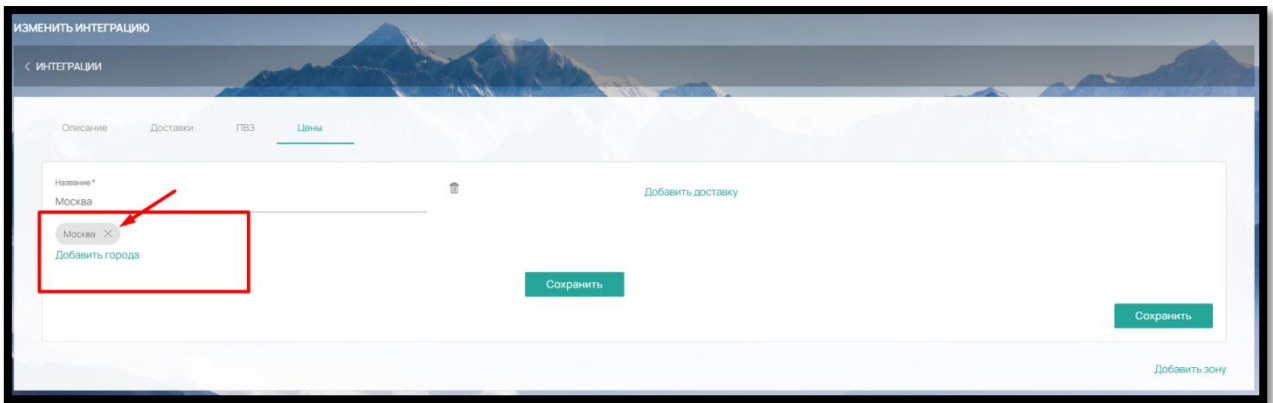 ИЗМЕНИТЬ ИНТЕГРАЦИЮ
< ИНТЕГРАЦИИ
Описание Доставки ПВЗ Цены
Название *
Москва
Добавить доставку
Москва ×
Добавить города
Сохранить
Сохранить
Добавить зону